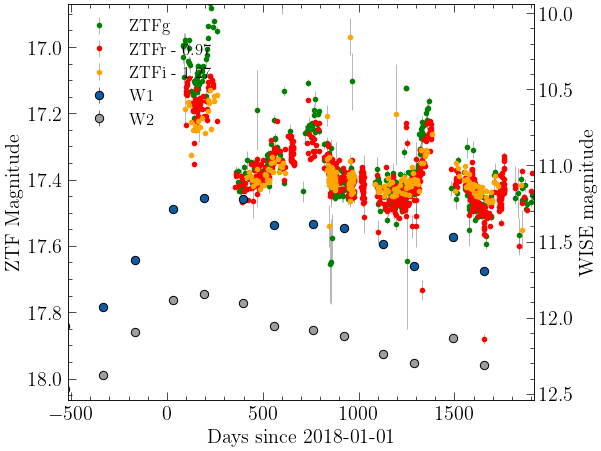 ZTFg
ZTFr - 0.97
ZTFi -
W1
W2
17.0
17.2
17.4
17.6
17.8
18.0
ZTF Magnitude
10.0
10.5
11.0
11.5
12.0
12.5
WISE magnitude
-500
0
500
1000
1500
Days since 2018-01-01